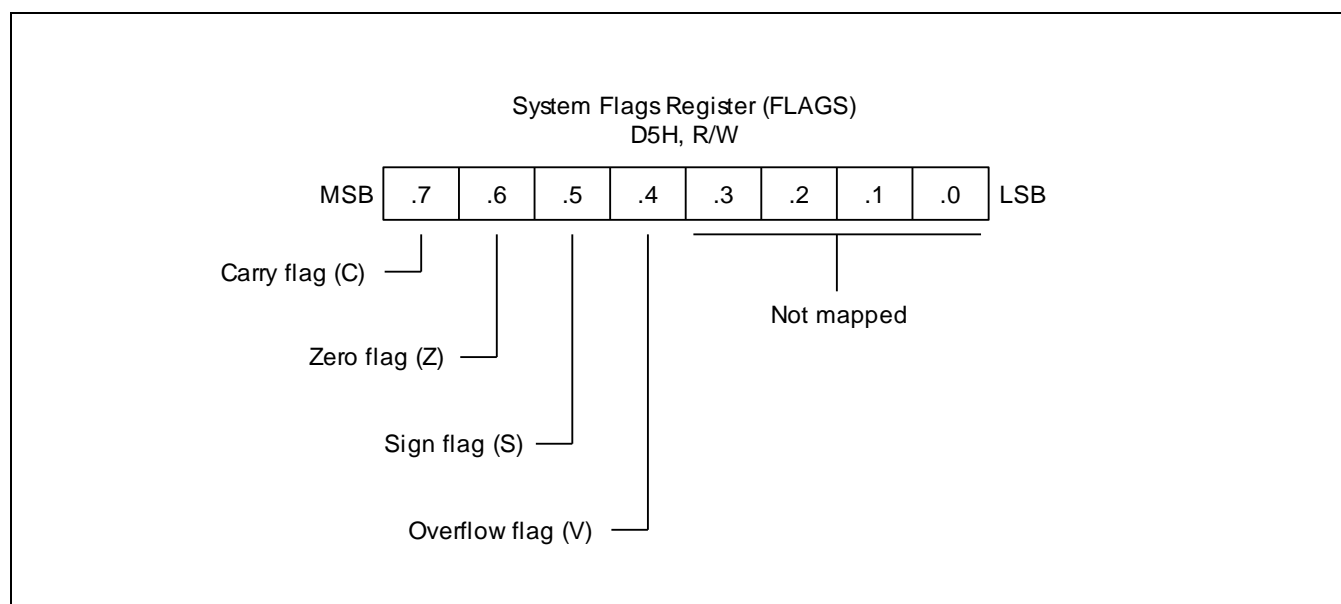 System Flags Register (FLAGS)
D5H, R/W
MSB .7 .6 .5 .4 .3 .2 .1 .0 LSB
Carry flag (C)
Not mapped
Zero flag (Z)
Sign flag (S)
Overflow flag (V)